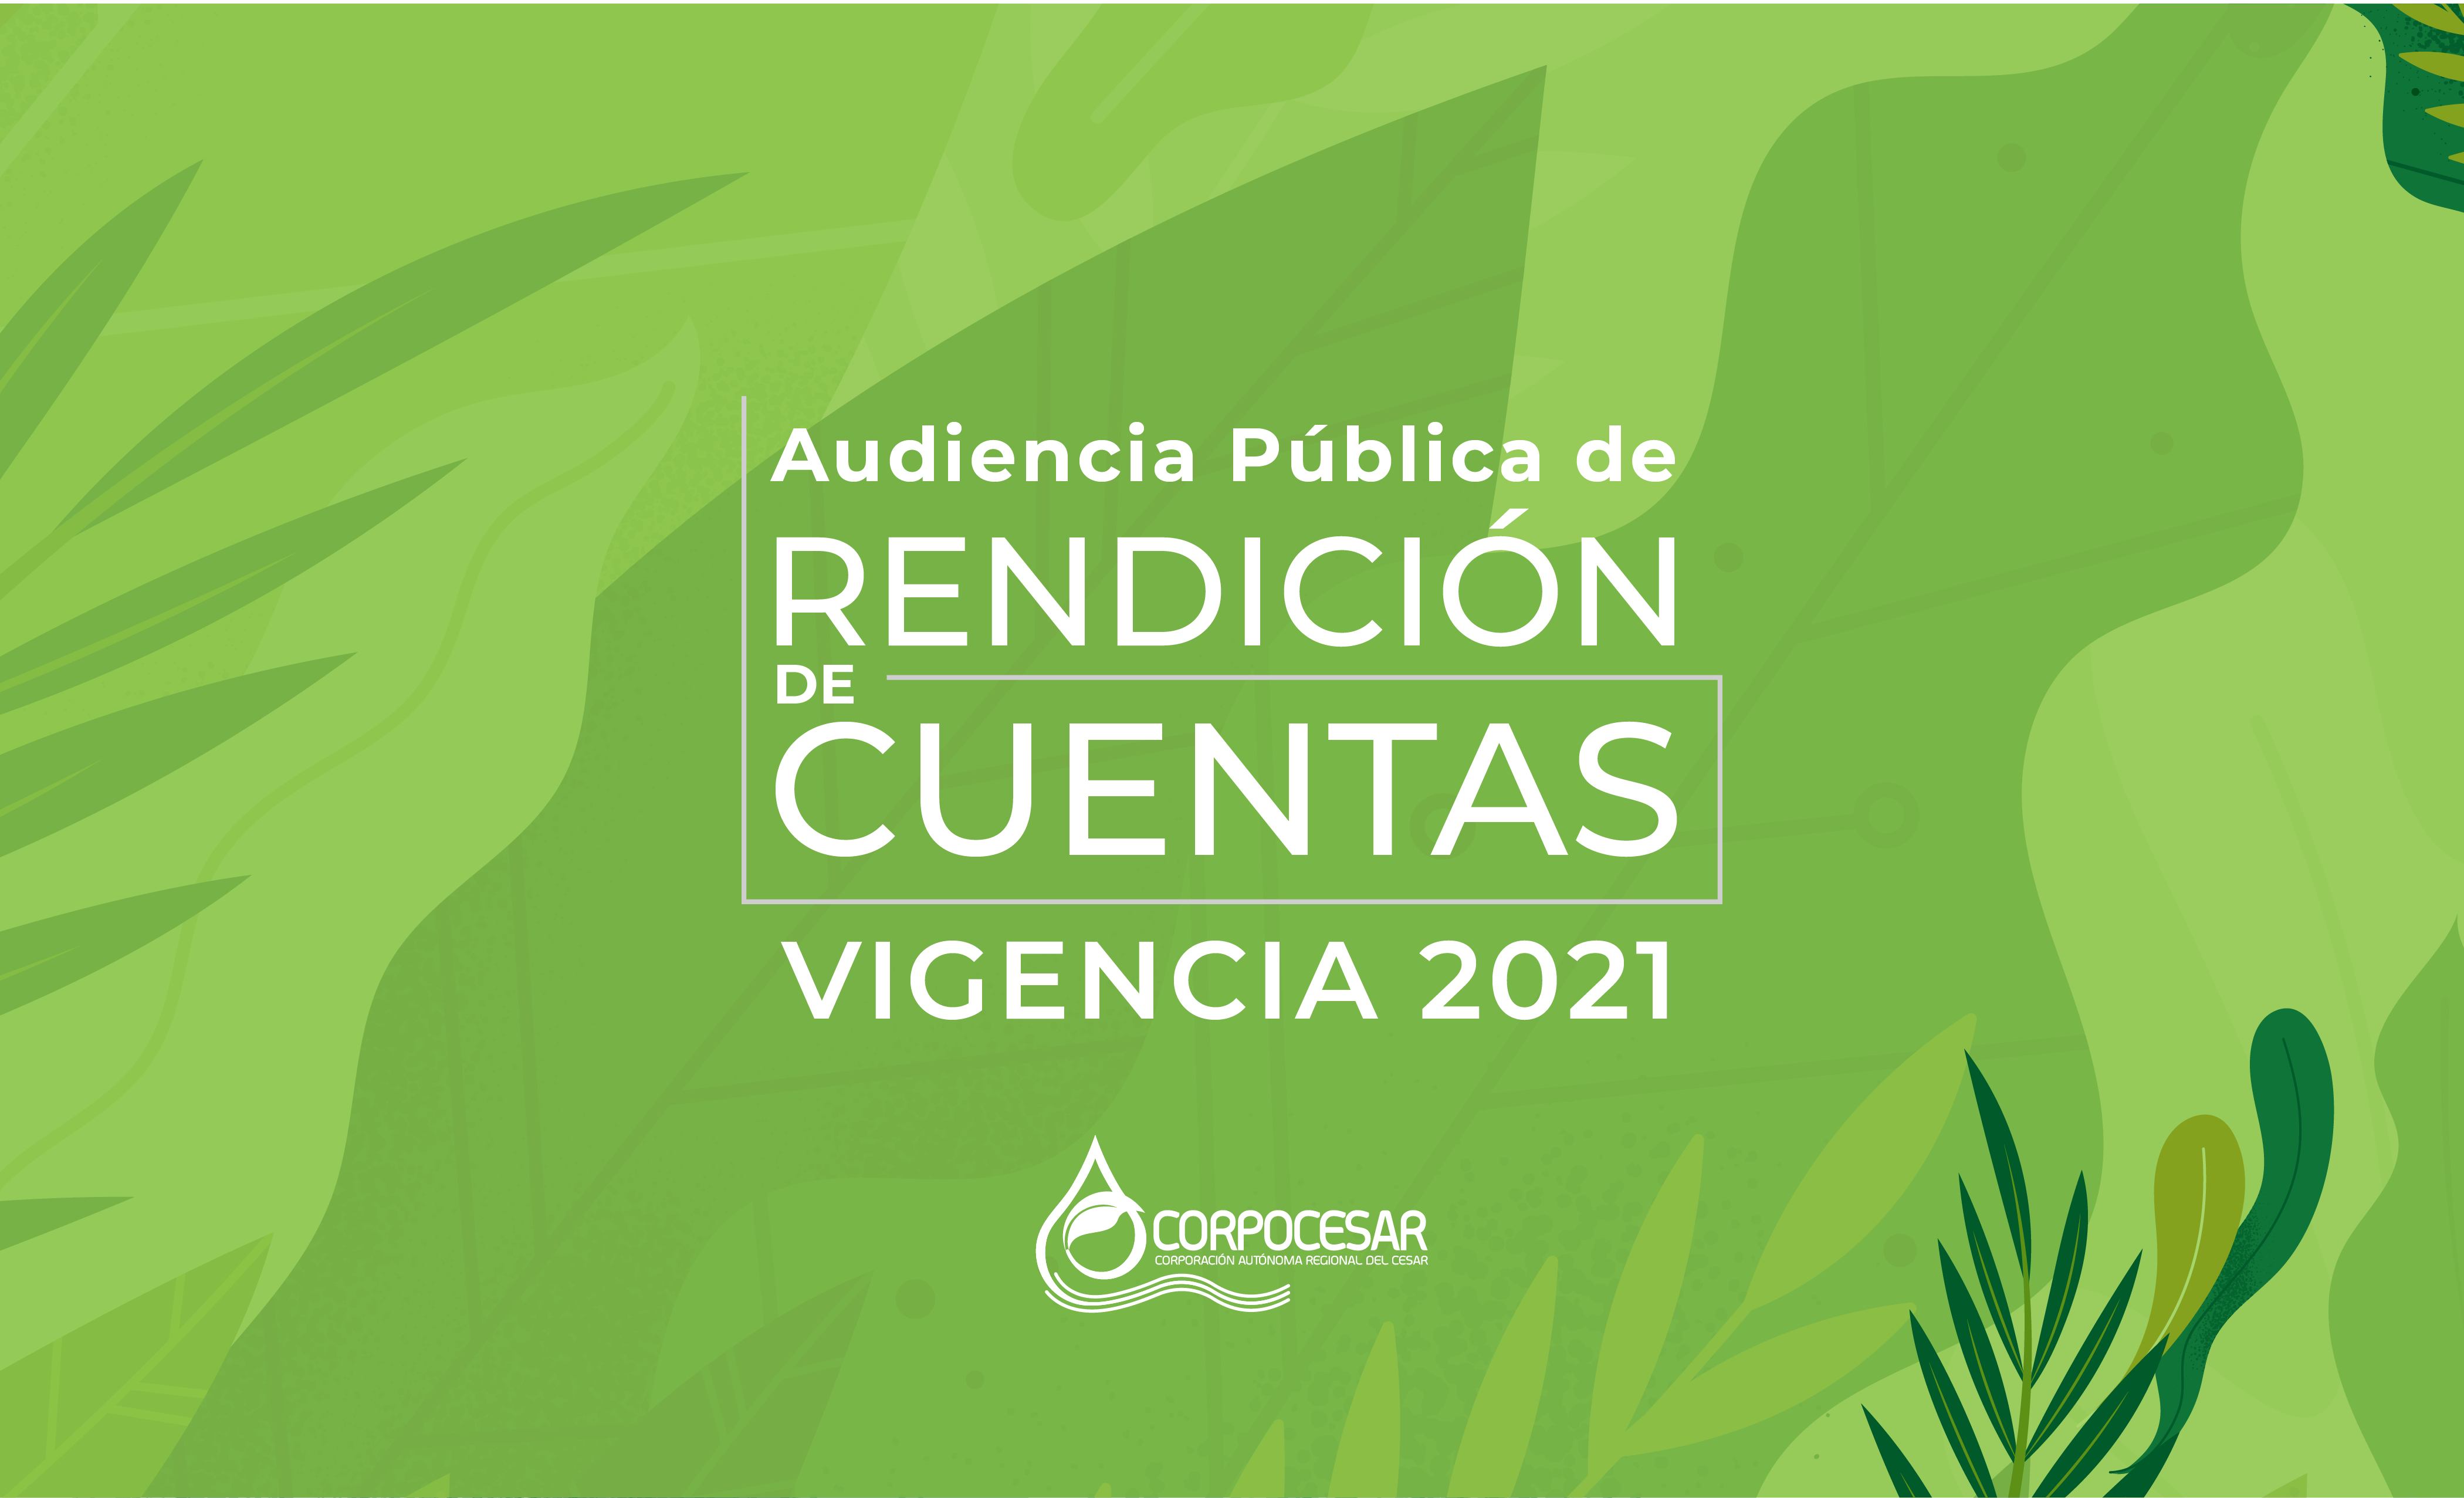 Audiencia Pública de
RENDICIÓN
DE
CUENTAS
VIGENCIA 2021
CORPOCESAR
CORPORACIÓN AUTÓNOMA REGIONAL DEL CESAR